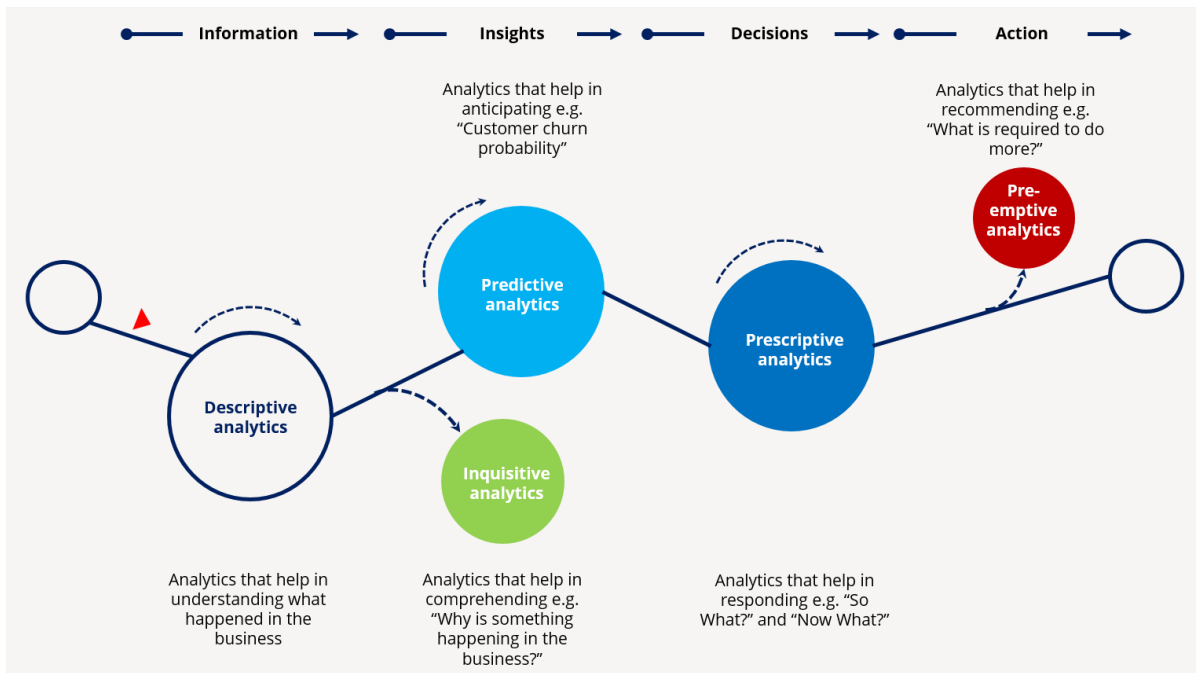 Information
Insights
Decisions
Action
Analytics that help in
anticipating e.g.
“Customer churn
probability”
Analytics that help in
recommending e.g.
“What is required to do
more?”
Pre-
emptive
analytics
Predictive
analytics
Prescriptive
analytics
Descriptive
analytics
Inquisitive
analytics
Analytics that help in
understanding what
happened in the
business
Analytics that help in
comprehending e.g.
“Why is something
happening in the
business?”
Analytics that help in
responding e.g. “So
What?” and “Now What?”